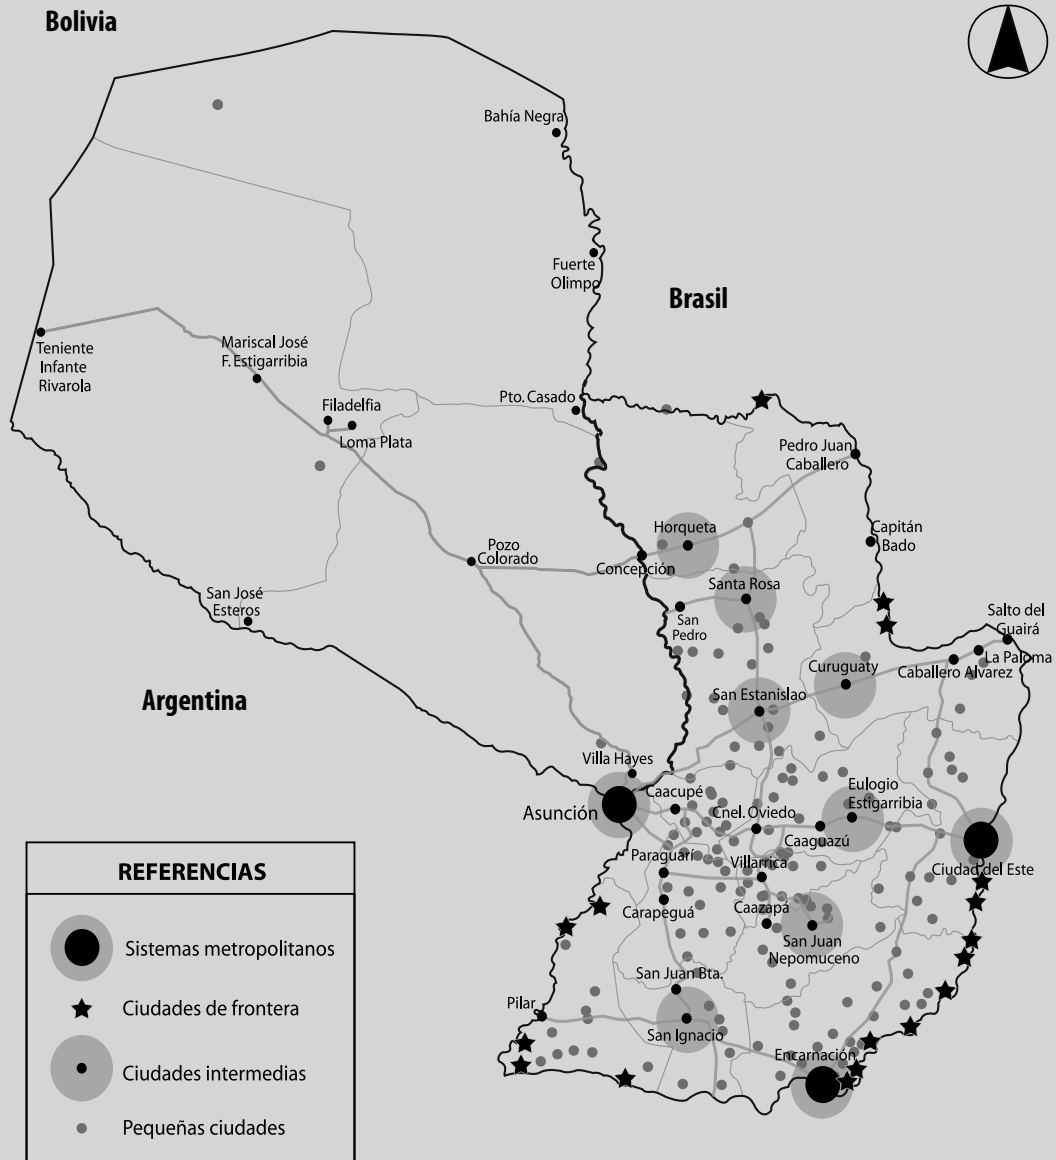 Bolivia
Bahía Negra
Fuerte
Olimpo
Brasil
Teniente
Infante
Rivarola
Mariscal José
F. Estigarribia
Filadelfia
Loma Plata
Pto. Casado
Pedro Juan
Caballero
Horqueta
Capitán
Bado
Pozo
Colorado
Concepción
Santa Rosa
San José
Esteros
San
Pedro
Salto del
Guairá
La Paloma
Caballero Alvarez
Curuguaty
San Estanislao
Argentina
Villa Hayes
Asunción
Caacupé
Cnel. Oviedo
Eulogio
Estigarribia
Caaguazú
Paraguarí
Villarrica
Ciudad del Este
Carapeguá
Caazapá
San Juan
Nepomuceno
San Juan Bta.
Pilar
San Ignacio
Encarnación
REFERENCIAS
Sistemas metropolitanos
Ciudades de frontera
Ciudades intermedias
Pequeñas ciudades